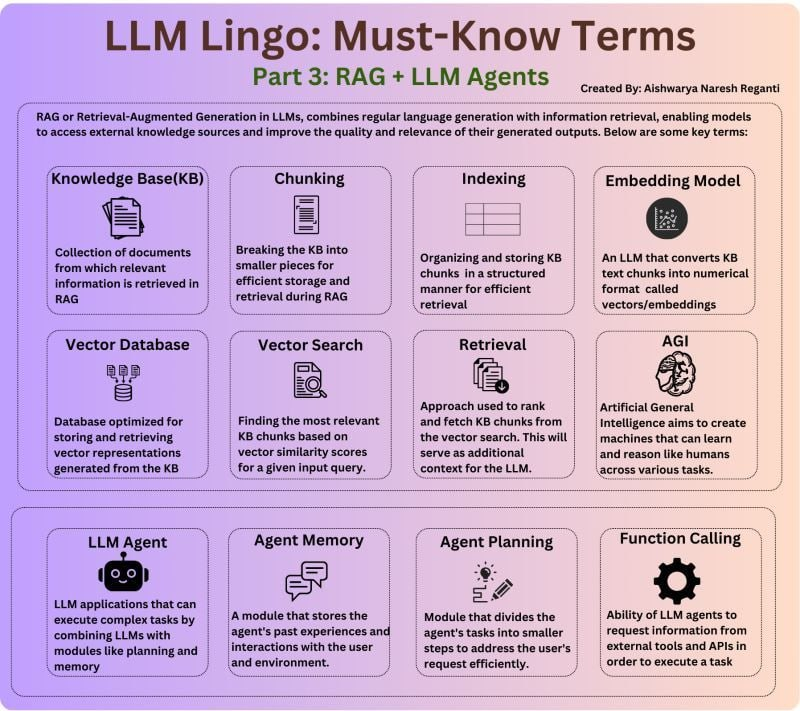 LLM Lingo: Must-Know Terms
Part 3: RAG + LLM Agents
Created By: Aishwarya Naresh Reganti
RAG or Retrieval-Augmented Generation in LLMs, combines regular language generation with information retrieval, enabling models
to access external knowledge sources and improve the quality and relevance of their generated outputs. Below are some key terms:
Knowledge Base(KB)
Collection of documents
from which relevant
information is retrieved in
RAG
Chunking
Breaking the KB into
smaller pieces for
efficient storage and
retrieval during RAG
Indexing
Organizing and storing KB
chunks in a structured
manner for efficient
retrieval
Embedding Model
An LLM that converts KB
text chunks into numerical
format called
vectors/embeddings
Vector Database
Database optimized for
storing and retrieving
vector representations
generated from the KB
Vector Search
Finding the most relevant
KB chunks based on
vector similarity scores
for a given input query.
Retrieval
Approach used to rank
and fetch KB chunks from
the vector search. This will
serve as additional
context for the LLM.
AGI
Artificial General
Intelligence aims to create
machines that can learn
and reason like humans
across various tasks.
LLM Agent
LLM applications that can
execute complex tasks by
combining LLMs with
modules like planning and
memory
Agent Memory
A module that stores the
agent's past experiences and
interactions with the user
and environment.
Agent Planning
Module that divides the
agent's tasks into smaller
steps to address the user's
request efficiently.
Function Calling
Ability of LLM agents to
request information from
external tools and APIs in
order to execute a task